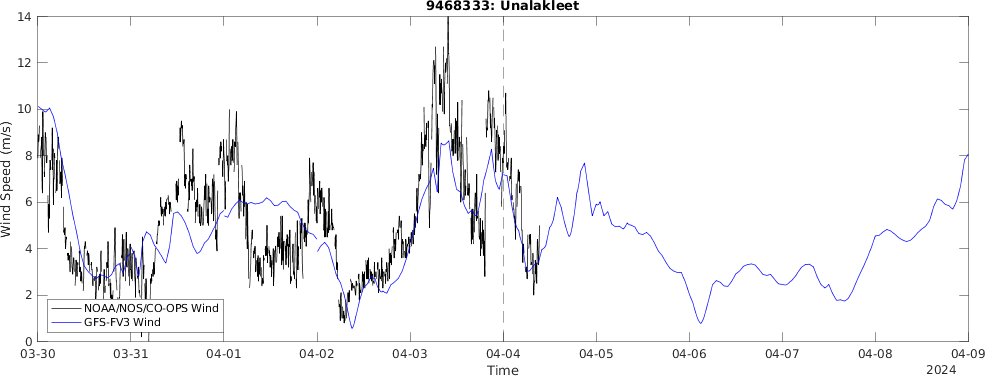 9468333: Unalakleet
14
12
10
8
6
4
2
0
Wind Speed (m/s)
NOAA/NOS/CO-OPS Wind
GFS-FV3 Wind
03-30 03-31 04-01 04-02 04-03 04-04 04-05 04-06 04-07 04-08 04-09
Time
2024